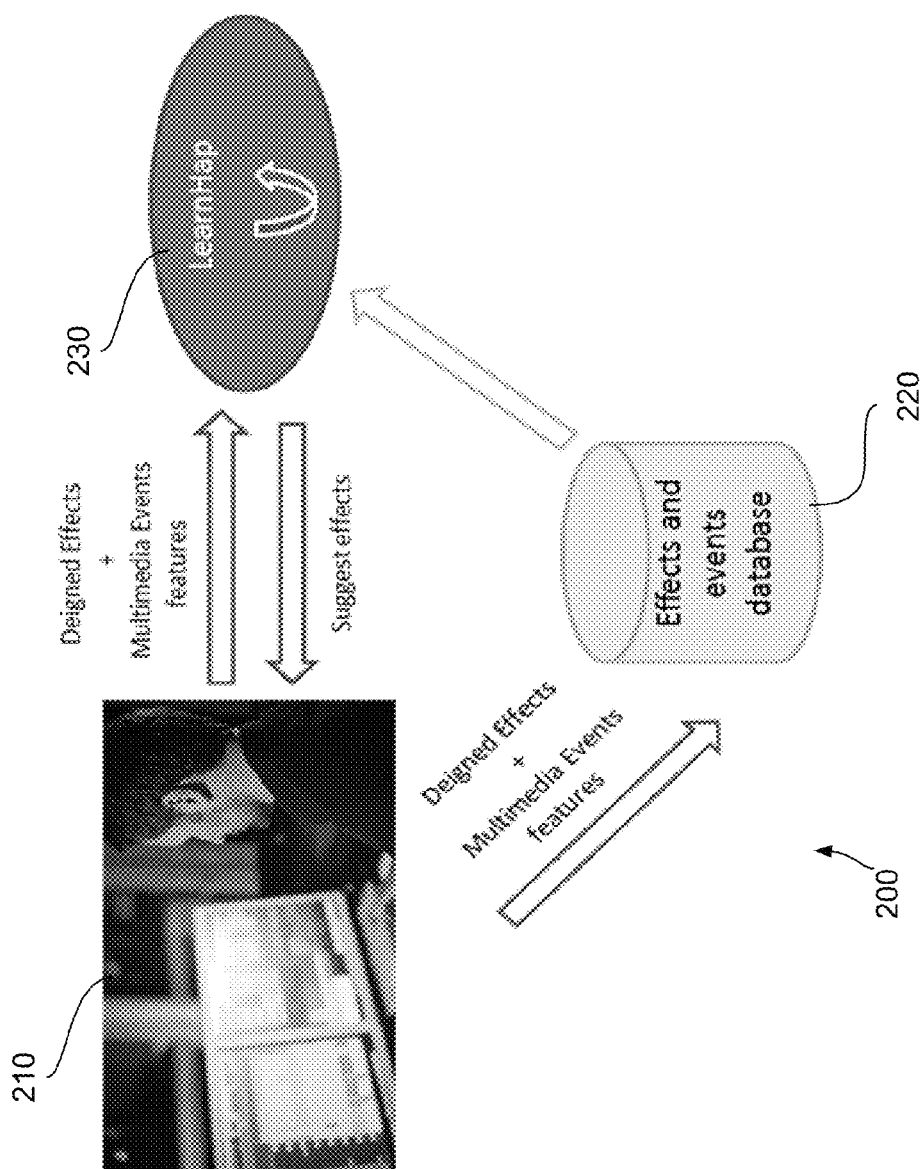 210
Deigned Effects
+
Multimedia Events
features
Suggest effects
230
LearnHap
Deigned Effects
+
Multimedia Events
features
Effects and
events
database
220
200